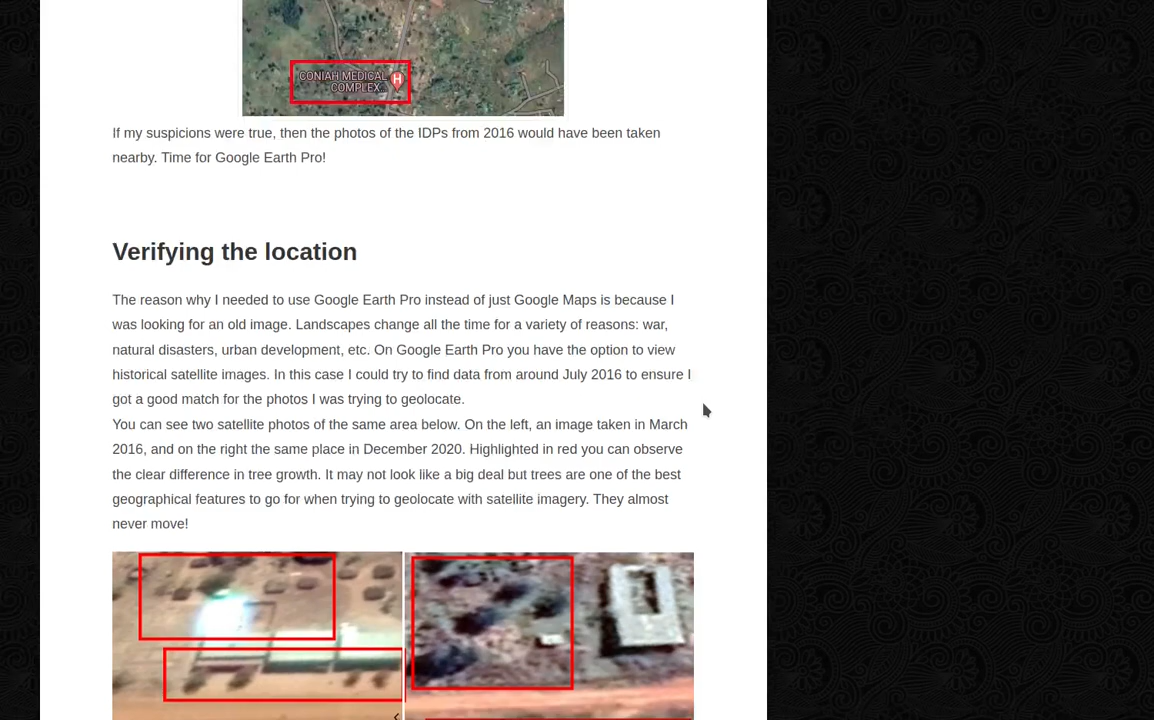 CONIAH MEDICAL
COMPLEX...
H
If my suspicions were true, then the photos of the IDPs from 2016 would have been taken
nearby. Time for Google Earth Pro!
Verifying the location
The reason why I needed to use Google Earth Pro instead of just Google Maps is because I
was looking for an old image. Landscapes change all the time for a variety of reasons: war,
natural disasters, urban development, etc. On Google Earth Pro you have the option to view
historical satellite images. In this case I could try to find data from around July 2016 to ensure I
got a good match for the photos I was trying to geolocate.
You can see two satellite photos of the same area below. On the left, an image taken in March
2016, and on the right the same place in December 2020. Highlighted in red you can observe
the clear difference in tree growth. It may not look like a big deal but trees are one of the best
geographical features to go for when trying to geolocate with satellite imagery. They almost
never move!